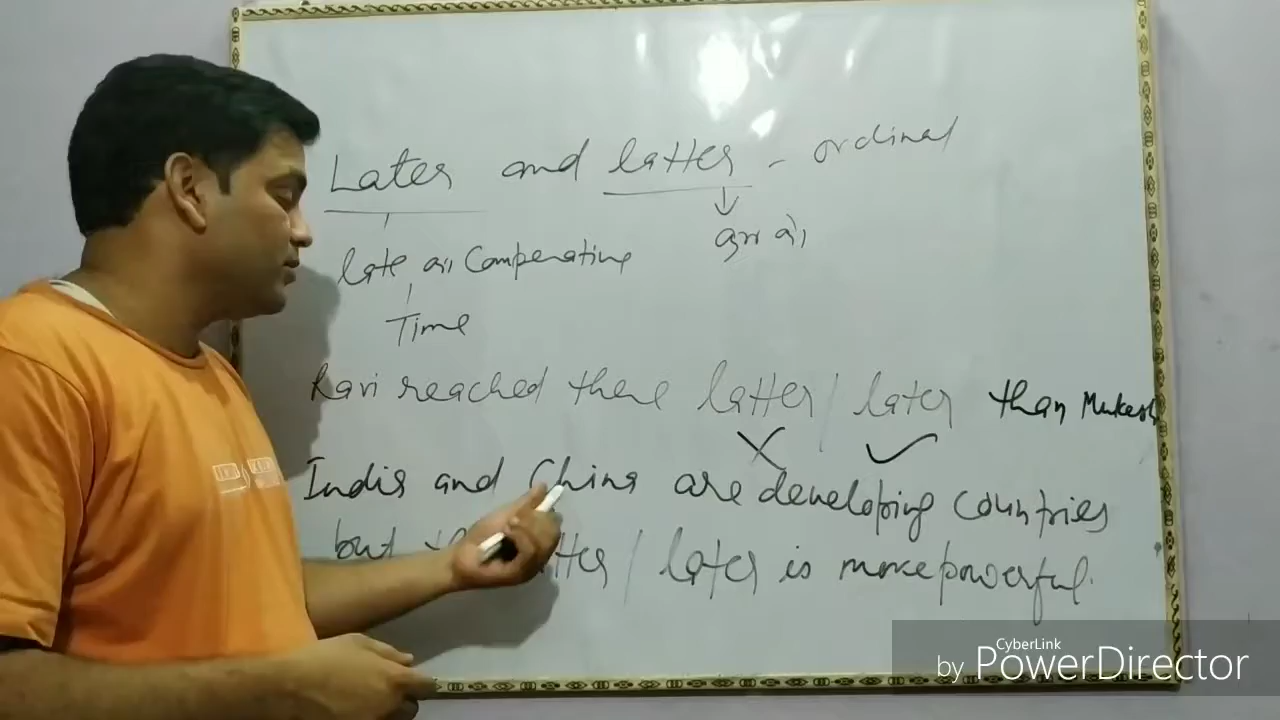 Later and latter - ordinal
late का Comperative
Time
Ravi reached there latter / later than Mukesh
India and China are developing Countries
but latter / later is more powerful.
CyberLink
by PowerDirector